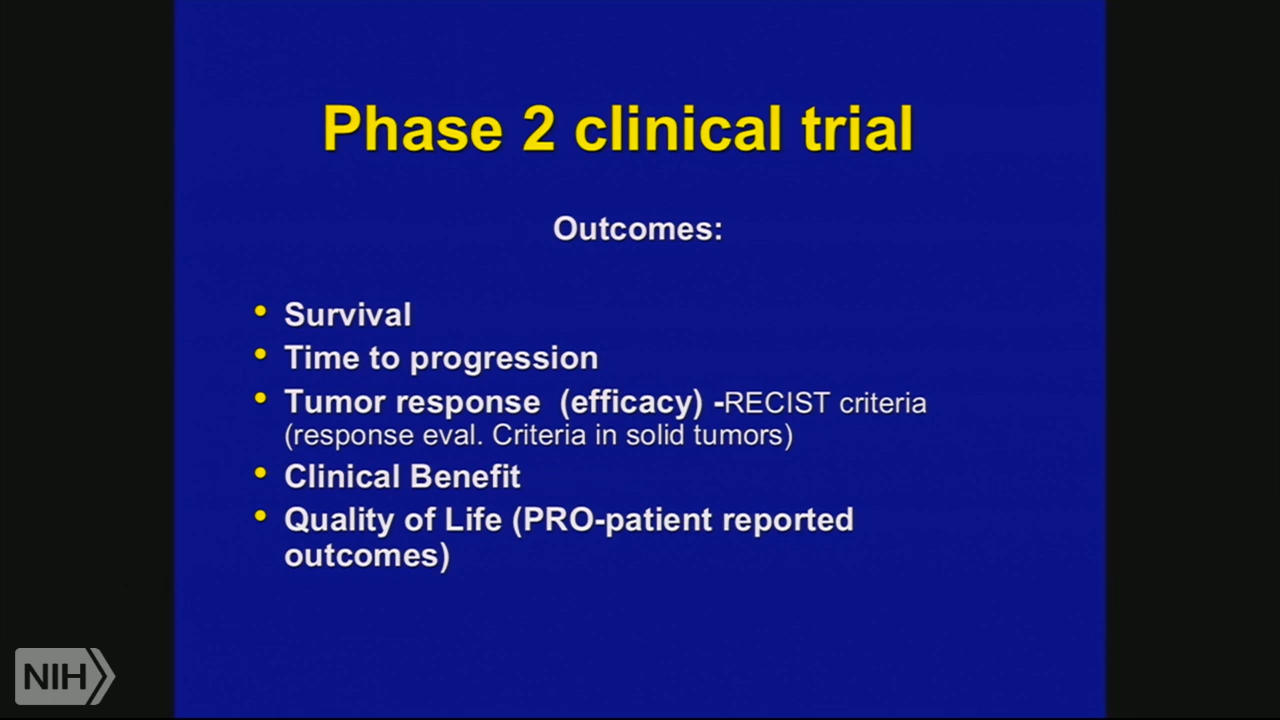 Phase 2 clinical trial
Outcomes:
• Survival
• Time to progression
• Tumor response (efficacy) -RECIST criteria
(response eval. Criteria in solid tumors)
• Clinical Benefit
• Quality of Life (PRO-patient reported
outcomes)
NIH